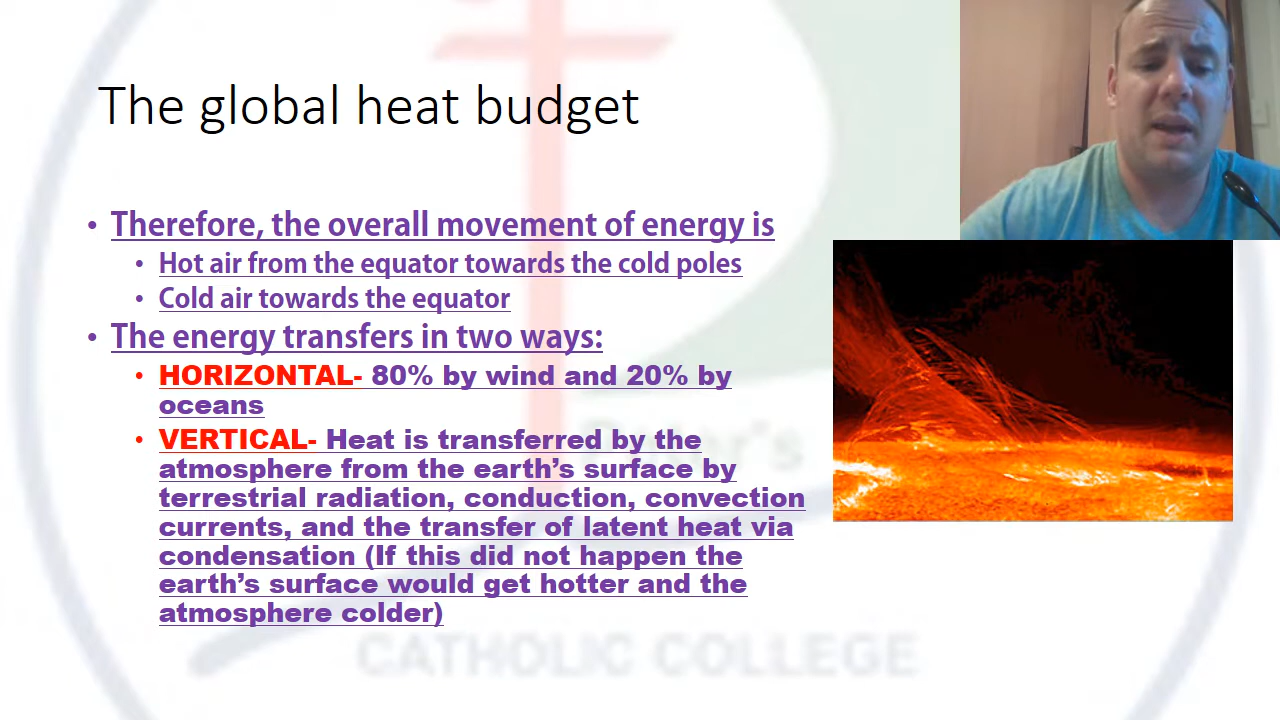 The global heat budget
• Therefore, the overall movement of energy is
• Hot air from the equator towards the cold poles
• Cold air towards the equator
• The energy transfers in two ways:
• HORIZONTAL- 80% by wind and 20% by
oceans
• VERTICAL- Heat is transferred by the
atmosphere from the earth’s surface by
terrestrial radiation, conduction, convection
currents, and the transfer of latent heat via
condensation (If this did not happen the
earth’s surface would get hotter and the
atmosphere colder)
CATHOLIC COLLEGE